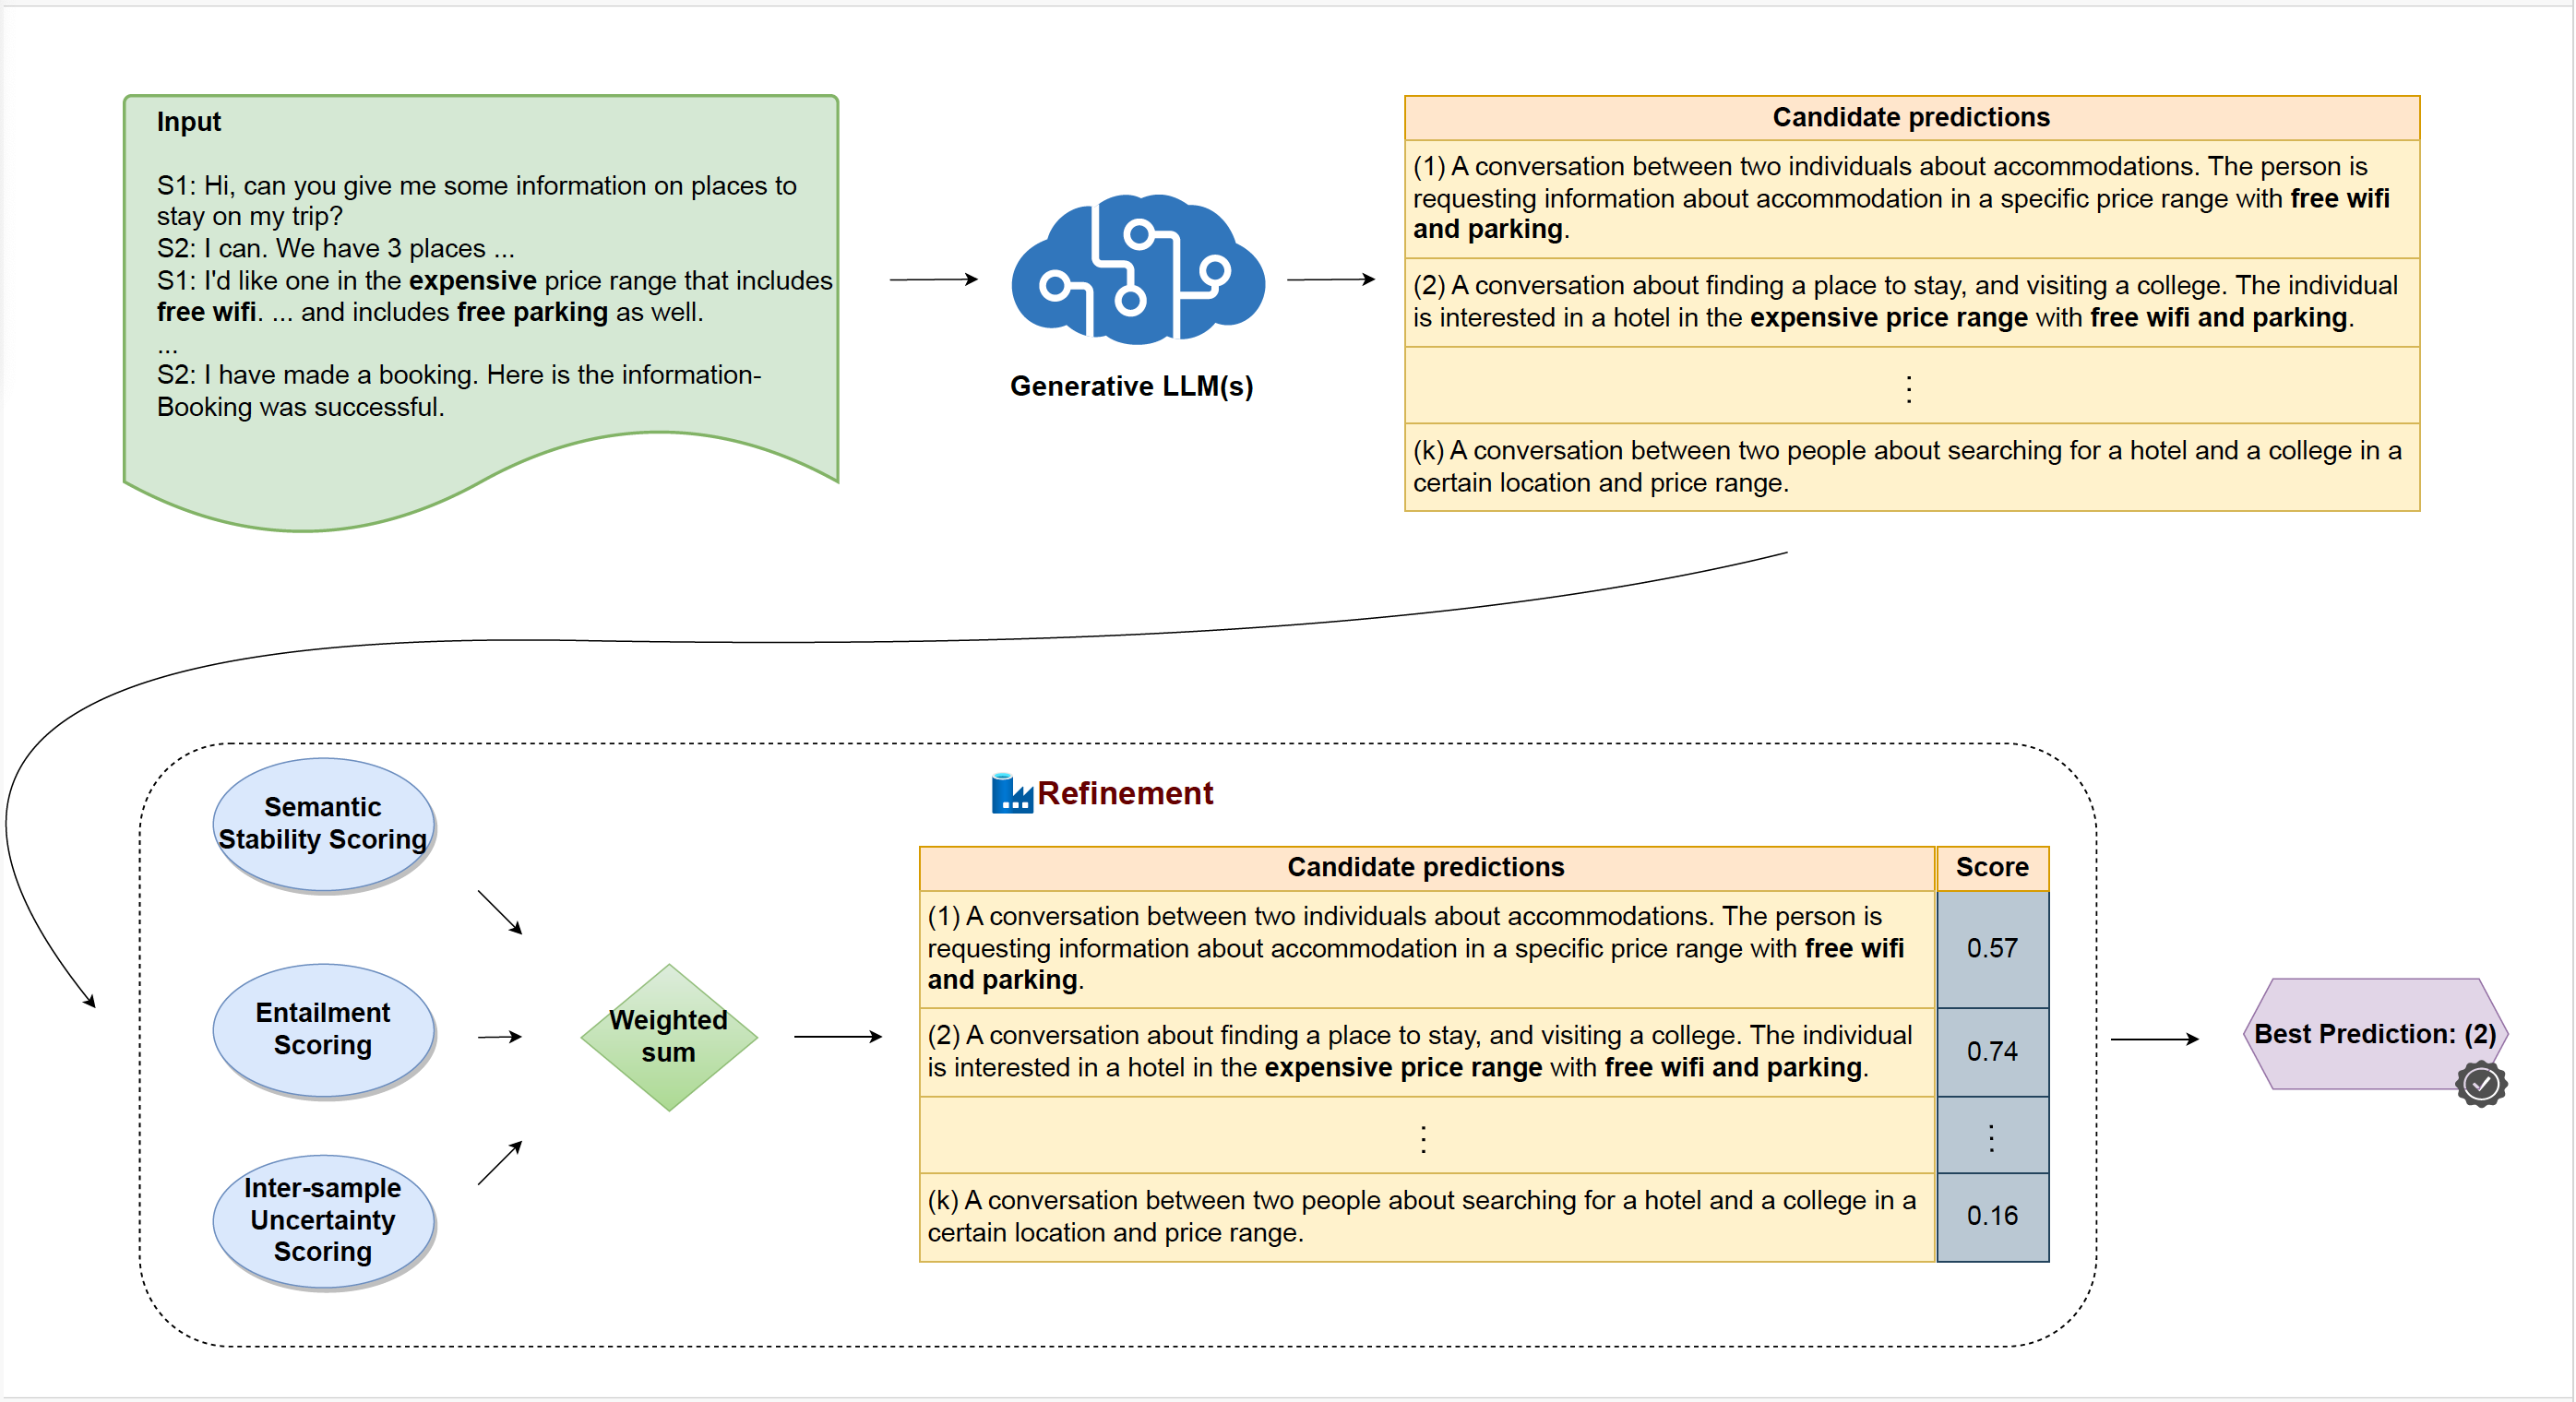 Input
S1: Hi, can you give me some information on places to
stay on my trip?
S2: I can. We have 3 places ...
S1: I'd like one in the expensive price range that includes
free wifi. ... and includes free parking as well.
...
S2: I have made a booking. Here is the information-
Booking was successful.
Generative LLM(s)
Candidate predictions
(1) A conversation between two individuals about accommodations. The person is
requesting information about accommodation in a specific price range with free wifi
and parking.
(2) A conversation about finding a place to stay, and visiting a college. The individual
is interested in a hotel in the expensive price range with free wifi and parking.
⋮
(k) A conversation between two people about searching for a hotel and a college in a
certain location and price range.
Semantic
Stability Scoring
Entailment
Scoring
Inter-sample
Uncertainty
Scoring
Weighted
sum
Refinement
Candidate predictions
Score
(1) A conversation between two individuals about accommodations. The person is
requesting information about accommodation in a specific price range with free wifi
and parking.
0.57
(2) A conversation about finding a place to stay, and visiting a college. The individual
is interested in a hotel in the expensive price range with free wifi and parking.
0.74
⋮
⋮
(k) A conversation between two people about searching for a hotel and a college in a
certain location and price range.
0.16
Best Prediction: (2)